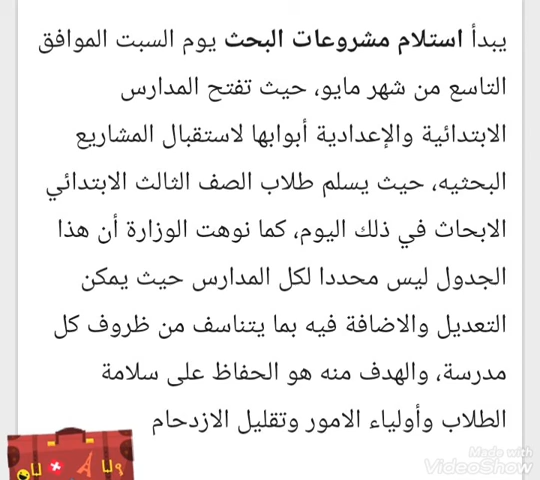 يبدأ استلام مشروعات البحث يوم السبت الموافق
التاسع من شهر مايو، حيث تفتح المدارس
الابتدائية والإعدادية أبوابها لاستقبال المشاريع
البحثيه، حيث يسلم طلاب الصف الثالث الابتدائي
الابحاث في ذلك اليوم، كما نوهت الوزارة أن هذا
الجدول ليس محددا لكل المدارس حيث يمكن
التعديل والاضافة فيه بما يتناسف من ظروف كل
مدرسة، والهدف منه هو الحفاظ على سلامة
الطلاب وأولياء الامور وتقليل الازدحام
Made with
VideoShow